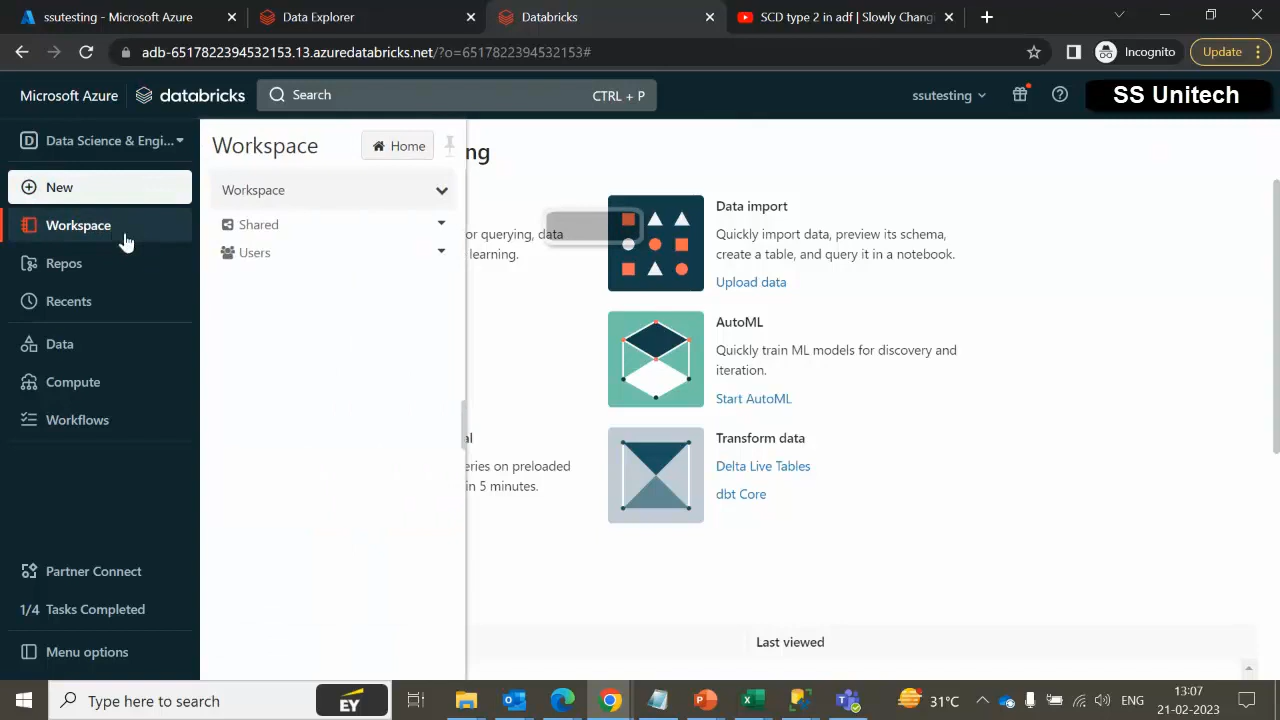 ssutesting - Microsoft Azure
Data Explorer
Databricks
SCD type 2 in adf | Slowly Chang
adb-6517822394532153.13.azuredatabricks.net/?o=6517822394532153#
Incognito
Update
Microsoft Azure
databricks
Search
CTRL + P
ssutesting
SS Unitech
D
Data Science & Engi...
New
Workspace
Repos
Recents
Data
Compute
Workflows
Partner Connect
1/4 Tasks Completed
Menu options
Workspace
Home
Workspace
Shared
Users
ng
or querying, data
learning.
al
eries on preloaded
in 5 minutes.
Data import
Quickly import data, preview its schema,
create a table, and query it in a notebook.
Upload data
AutoML
Quickly train ML models for discovery and
iteration.
Start AutoML
Transform data
Delta Live Tables
dbt Core
Last viewed
Type here to search
EY
31°C
ENG
13:07
21-02-2023